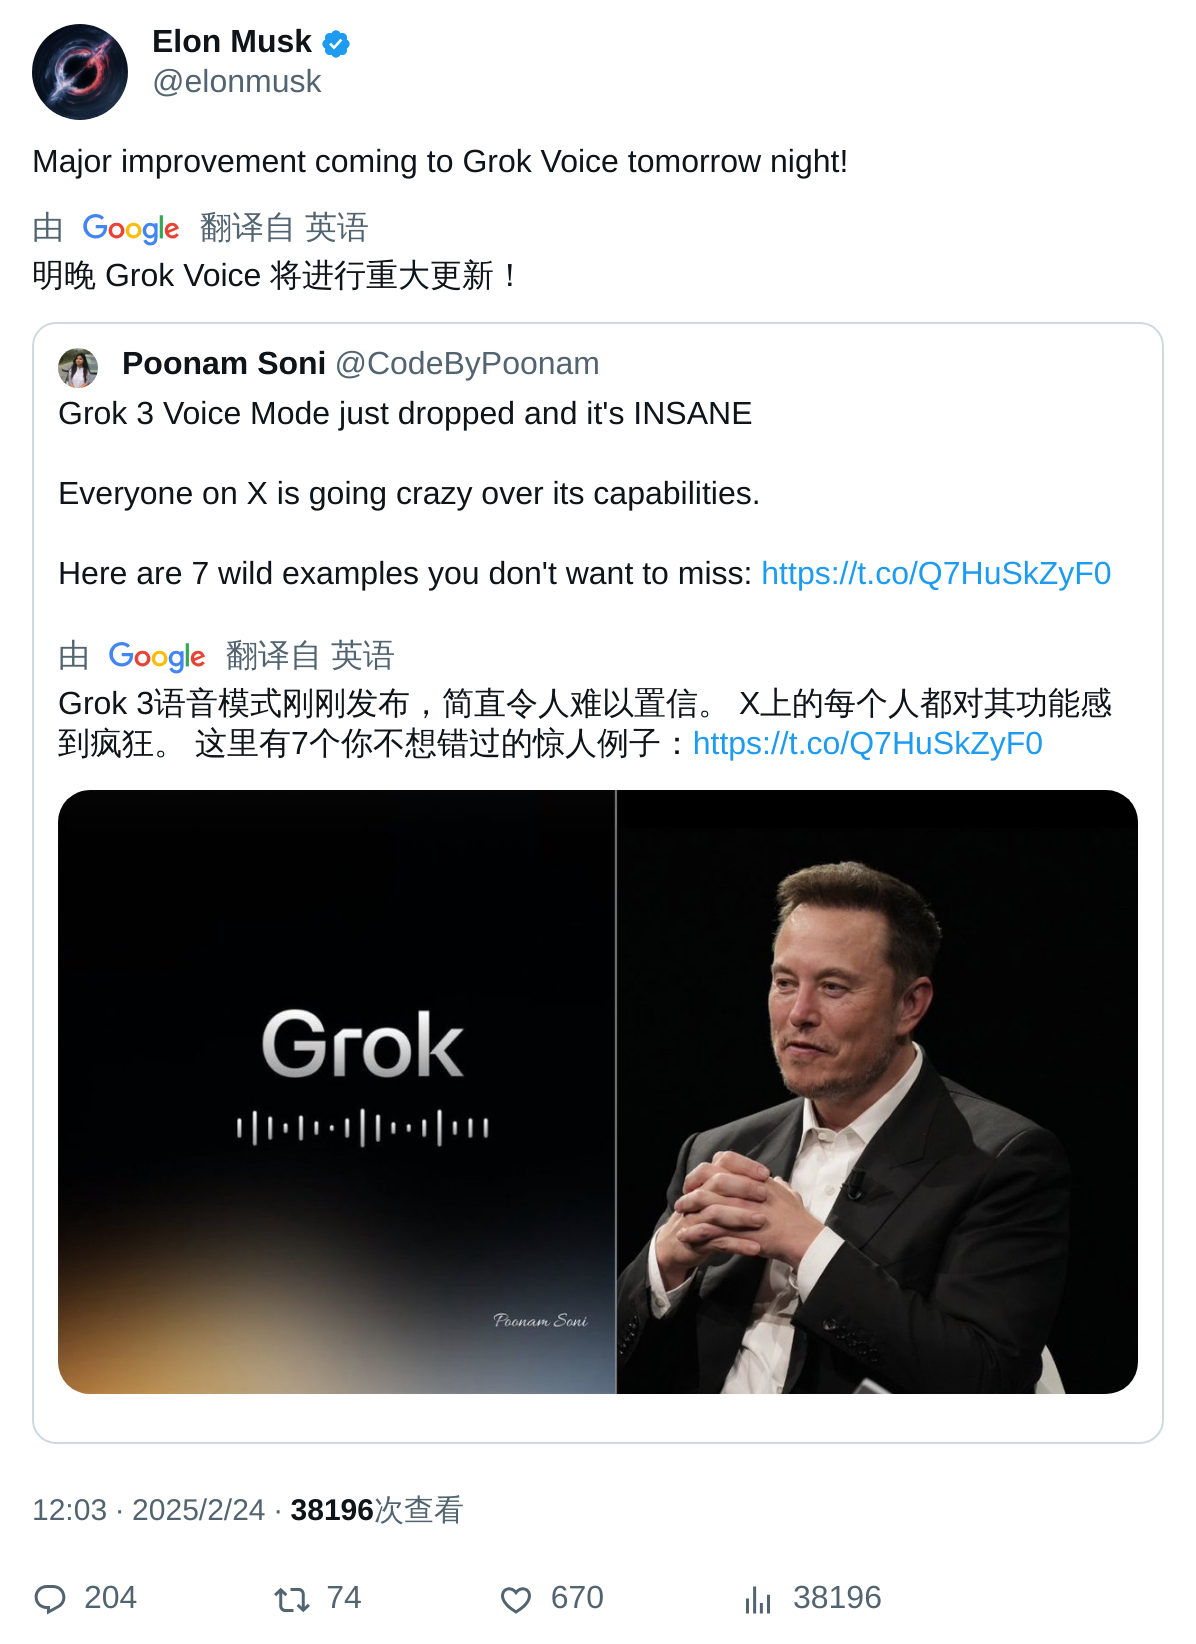 Elon Musk
@elonmusk
Major improvement coming to Grok Voice tomorrow night!
由 Google 翻译自 英语
明晚 Grok Voice 将进行重大更新！
Poonam Soni @CodeByPoonam
Grok 3 Voice Mode just dropped and it's INSANE
Everyone on X is going crazy over its capabilities.
Here are 7 wild examples you don't want to miss: https://t.co/Q7HuSkZyF0
由 Google 翻译自 英语
Grok 3语音模式刚刚发布，简直令人难以置信。 X上的每个人都对其功能感
到疯狂。 这里有7个你不想错过的惊人例子：https://t.co/Q7HuSkZyF0
Grok
Poonam Soni
12:03 · 2025/2/24 · 38196次查看
204 74 670 38196